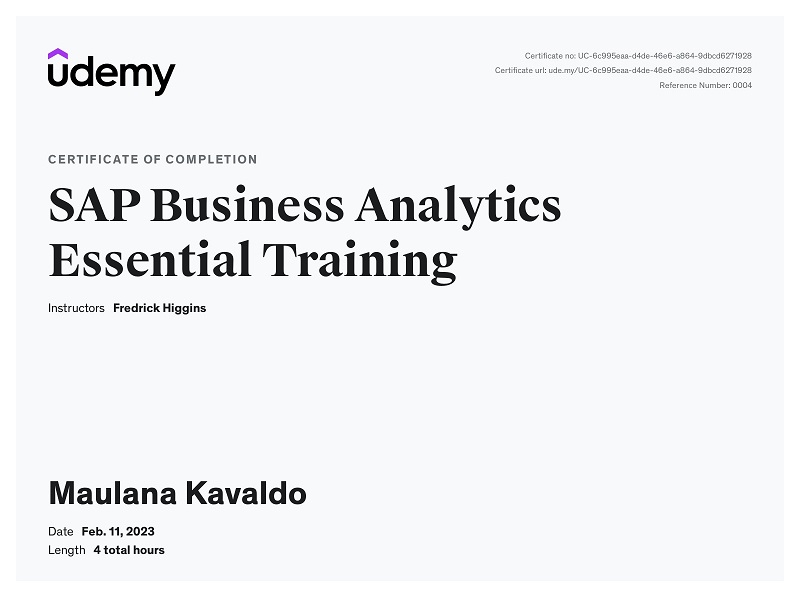 udemy
Certificate no: UC-6c995eaa-d4de-46e6-a864-9dbcd6271928
Certificate url: ude.my/UC-6c995eaa-d4de-46e6-a864-9dbcd6271928
Reference Number: 0004
CERTIFICATE OF COMPLETION
SAP Business Analytics
Essential Training
Instructors Fredrick Higgins
Maulana Kavaldo
Date Feb. 11, 2023
Length 4 total hours